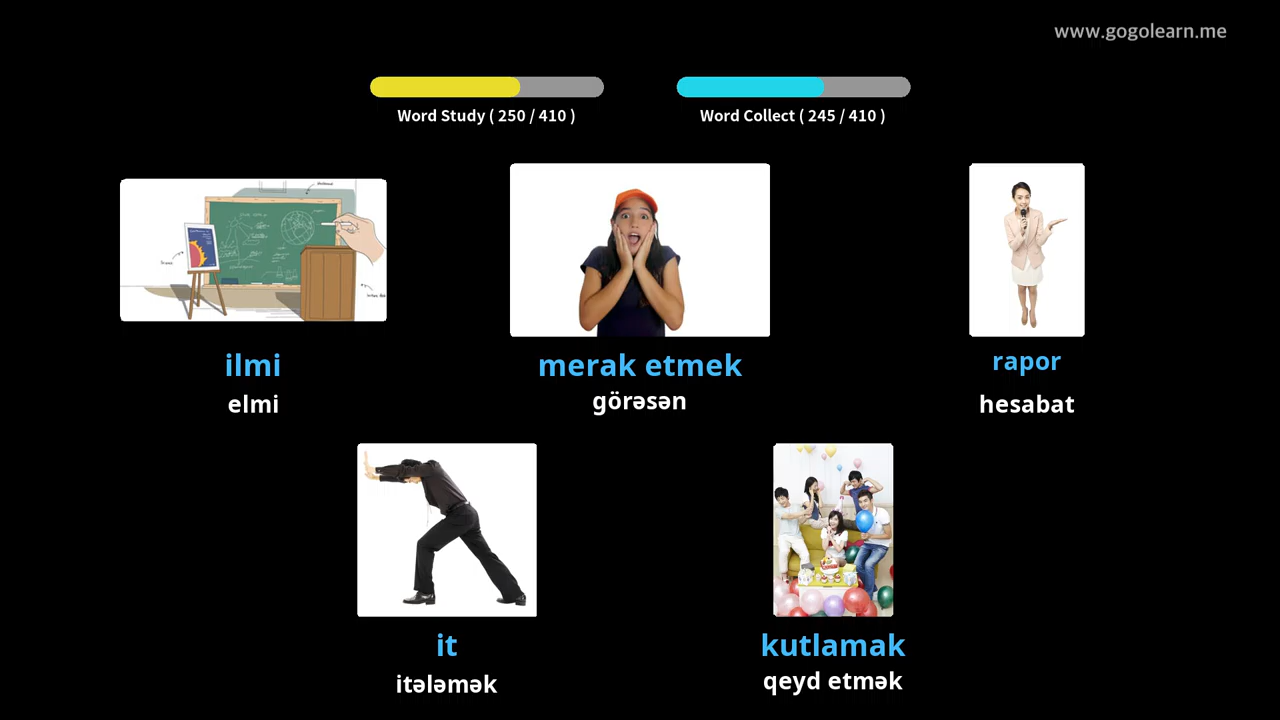 www.gogolearn.me
Word Study ( 250 / 410 )
Word Collect ( 245 / 410 )
ilmi
elmi
merak etmek
görəsən
rapor
hesabat
it
itələmək
kutlamak
qeyd etmək